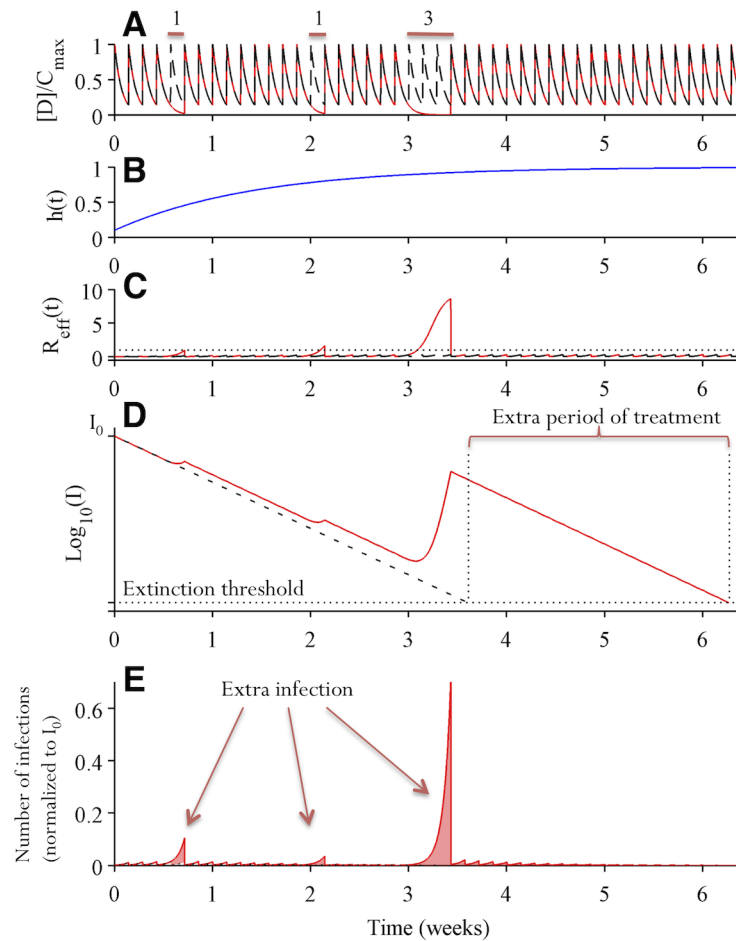 1 1 3
A
[D]/Cmax
1
0.5
0
0 1 2 3 4 5 6
B
h(t)
1
0.5
0
0 1 2 3 4 5 6
C
Reff(t)
10
5
0
0 1 2 3 4 5 6
D
Extra period of treatment
I0
Log10(I)
Extinction threshold
0 1 2 3 4 5 6
E
Extra infection
Number of infections
(normalized to I0)
0.6
0.4
0.2
0
0 1 2 3 4 5 6
Time (weeks)